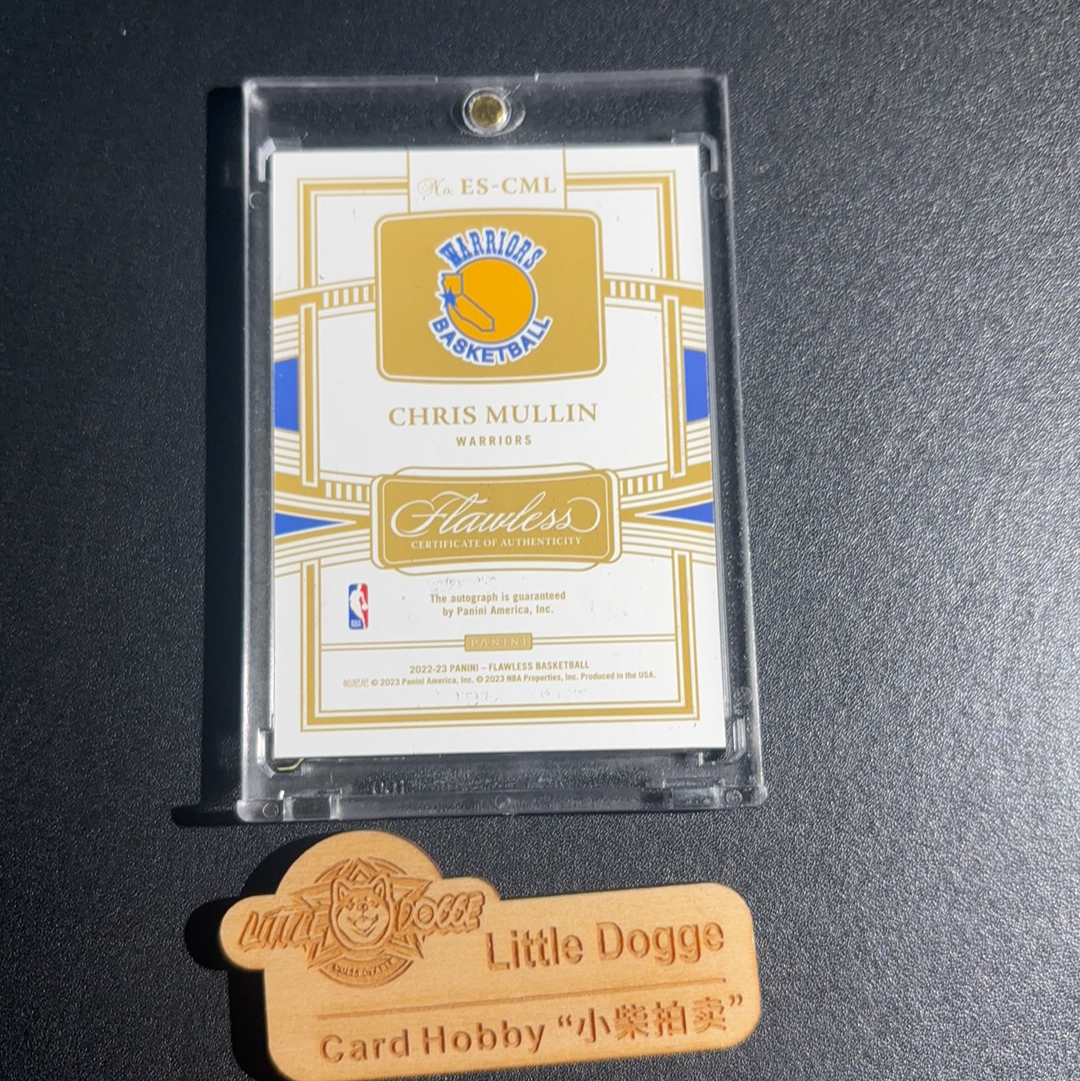 No. ES-CML
WARRIORS
BASKETBALL
CHRIS MULLIN
WARRIORS
Flawless
CERTIFICATE OF AUTHENTICITY
The autograph is guaranteed
by Panini America, Inc.
NBA
PANINI
2022-23 PANINI – FLAWLESS BASKETBALL
帕尼尼 © 2023 Panini America, Inc. © 2023 NBA Properties, Inc. Produced in the USA.
LITTLE DOGGE
Little Dogge
Card Hobby “小柴拍卖”